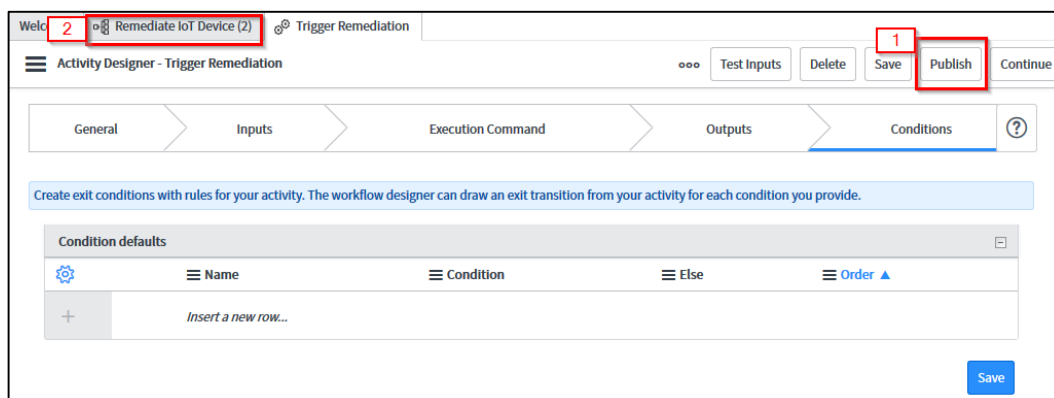 Welc 2 Remediate IoT Device (2) Trigger Remediation
1
Activity Designer - Trigger Remediation Test Inputs Delete Save Publish Continue
General Inputs Execution Command Outputs Conditions ?
Create exit conditions with rules for your activity. The workflow designer can draw an exit transition from your activity for each condition you provide.
Condition defaults
Name Condition Else Order ▲
+ Insert a new row...
Save